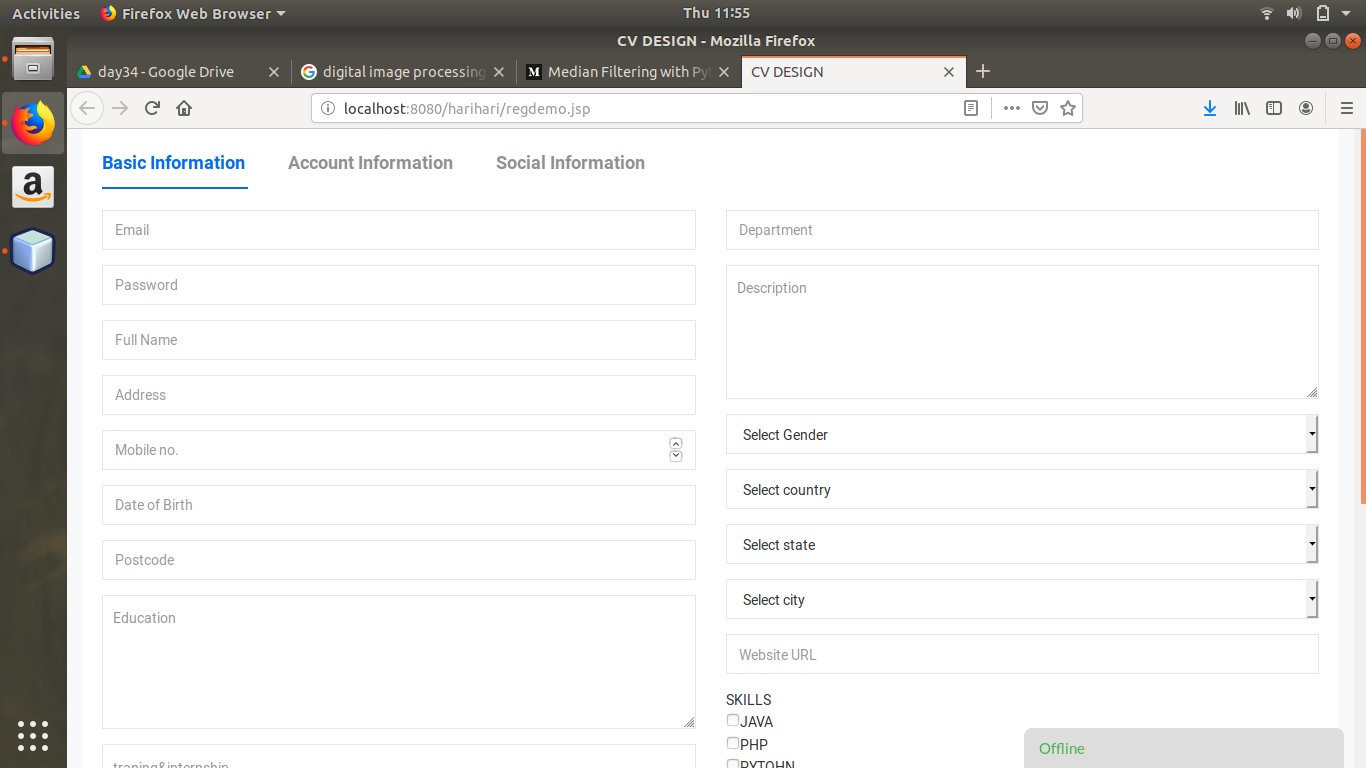 Activities Firefox Web Browser Thu 11:55
CV DESIGN - Mozilla Firefox
day34 - Google Drive digital image processing Median Filtering with Pyt CV DESIGN
localhost:8080/harihari/regdemo.jsp
Basic Information Account Information Social Information
Email
Password
Full Name
Address
Mobile no.
Date of Birth
Postcode
Education
traning&internship
Department
Description
Select Gender
Select country
Select state
Select city
Website URL
SKILLS
JAVA
PHP
PYTOHN
Offline